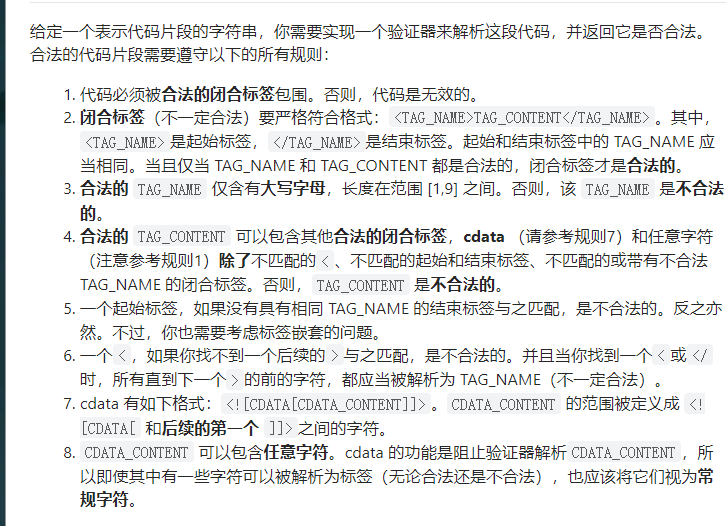 给定一个表示代码片段的字符串，你需要实现一个验证器来解析这段代码，并返回它是否合法。
合法的代码片段需要遵守以下的所有规则：
1. 代码必须被合法的闭合标签包围。否则，代码是无效的。
2. 闭合标签（不一定合法）要严格符合格式：<TAG_NAME>TAG_CONTENT</TAG_NAME>。其中，
<TAG_NAME>是起始标签，</TAG_NAME>是结束标签。起始和结束标签中的 TAG_NAME 应
当相同。当且仅当 TAG_NAME 和 TAG_CONTENT 都是合法的，闭合标签才是合法的。
3. 合法的 TAG_NAME 仅含有大写字母，长度在范围 [1,9] 之间。否则，该 TAG_NAME 是不合法
的。
4. 合法的 TAG_CONTENT 可以包含其他合法的闭合标签，cdata （请参考规则7）和任意字符
（注意参考规则1）除了不匹配的<、不匹配的起始和结束标签、不匹配的或带有不合法
TAG_NAME 的闭合标签。否则，TAG_CONTENT 是不合法的。
5. 一个起始标签，如果没有具有相同 TAG_NAME 的结束标签与之匹配，是不合法的。反之亦
然。不过，你也需要考虑标签嵌套的问题。
6. 一个<，如果你找不到一个后续的>与之匹配，是不合法的。并且当你找到一个<或</
时，所有直到下一个>的前的字符，都应当被解析为 TAG_NAME（不一定合法）。
7. cdata 有如下格式：<![CDATA[CDATA_CONTENT]]>。CDATA_CONTENT 的范围被定义成 <!
[CDATA[ 和后续的第一个 ]]>之间的字符。
8. CDATA_CONTENT 可以包含任意字符。cdata 的功能是阻止验证器解析CDATA_CONTENT，所
以即使其中有一些字符可以被解析为标签（无论合法还是不合法），也应该将它们视为常
规字符。